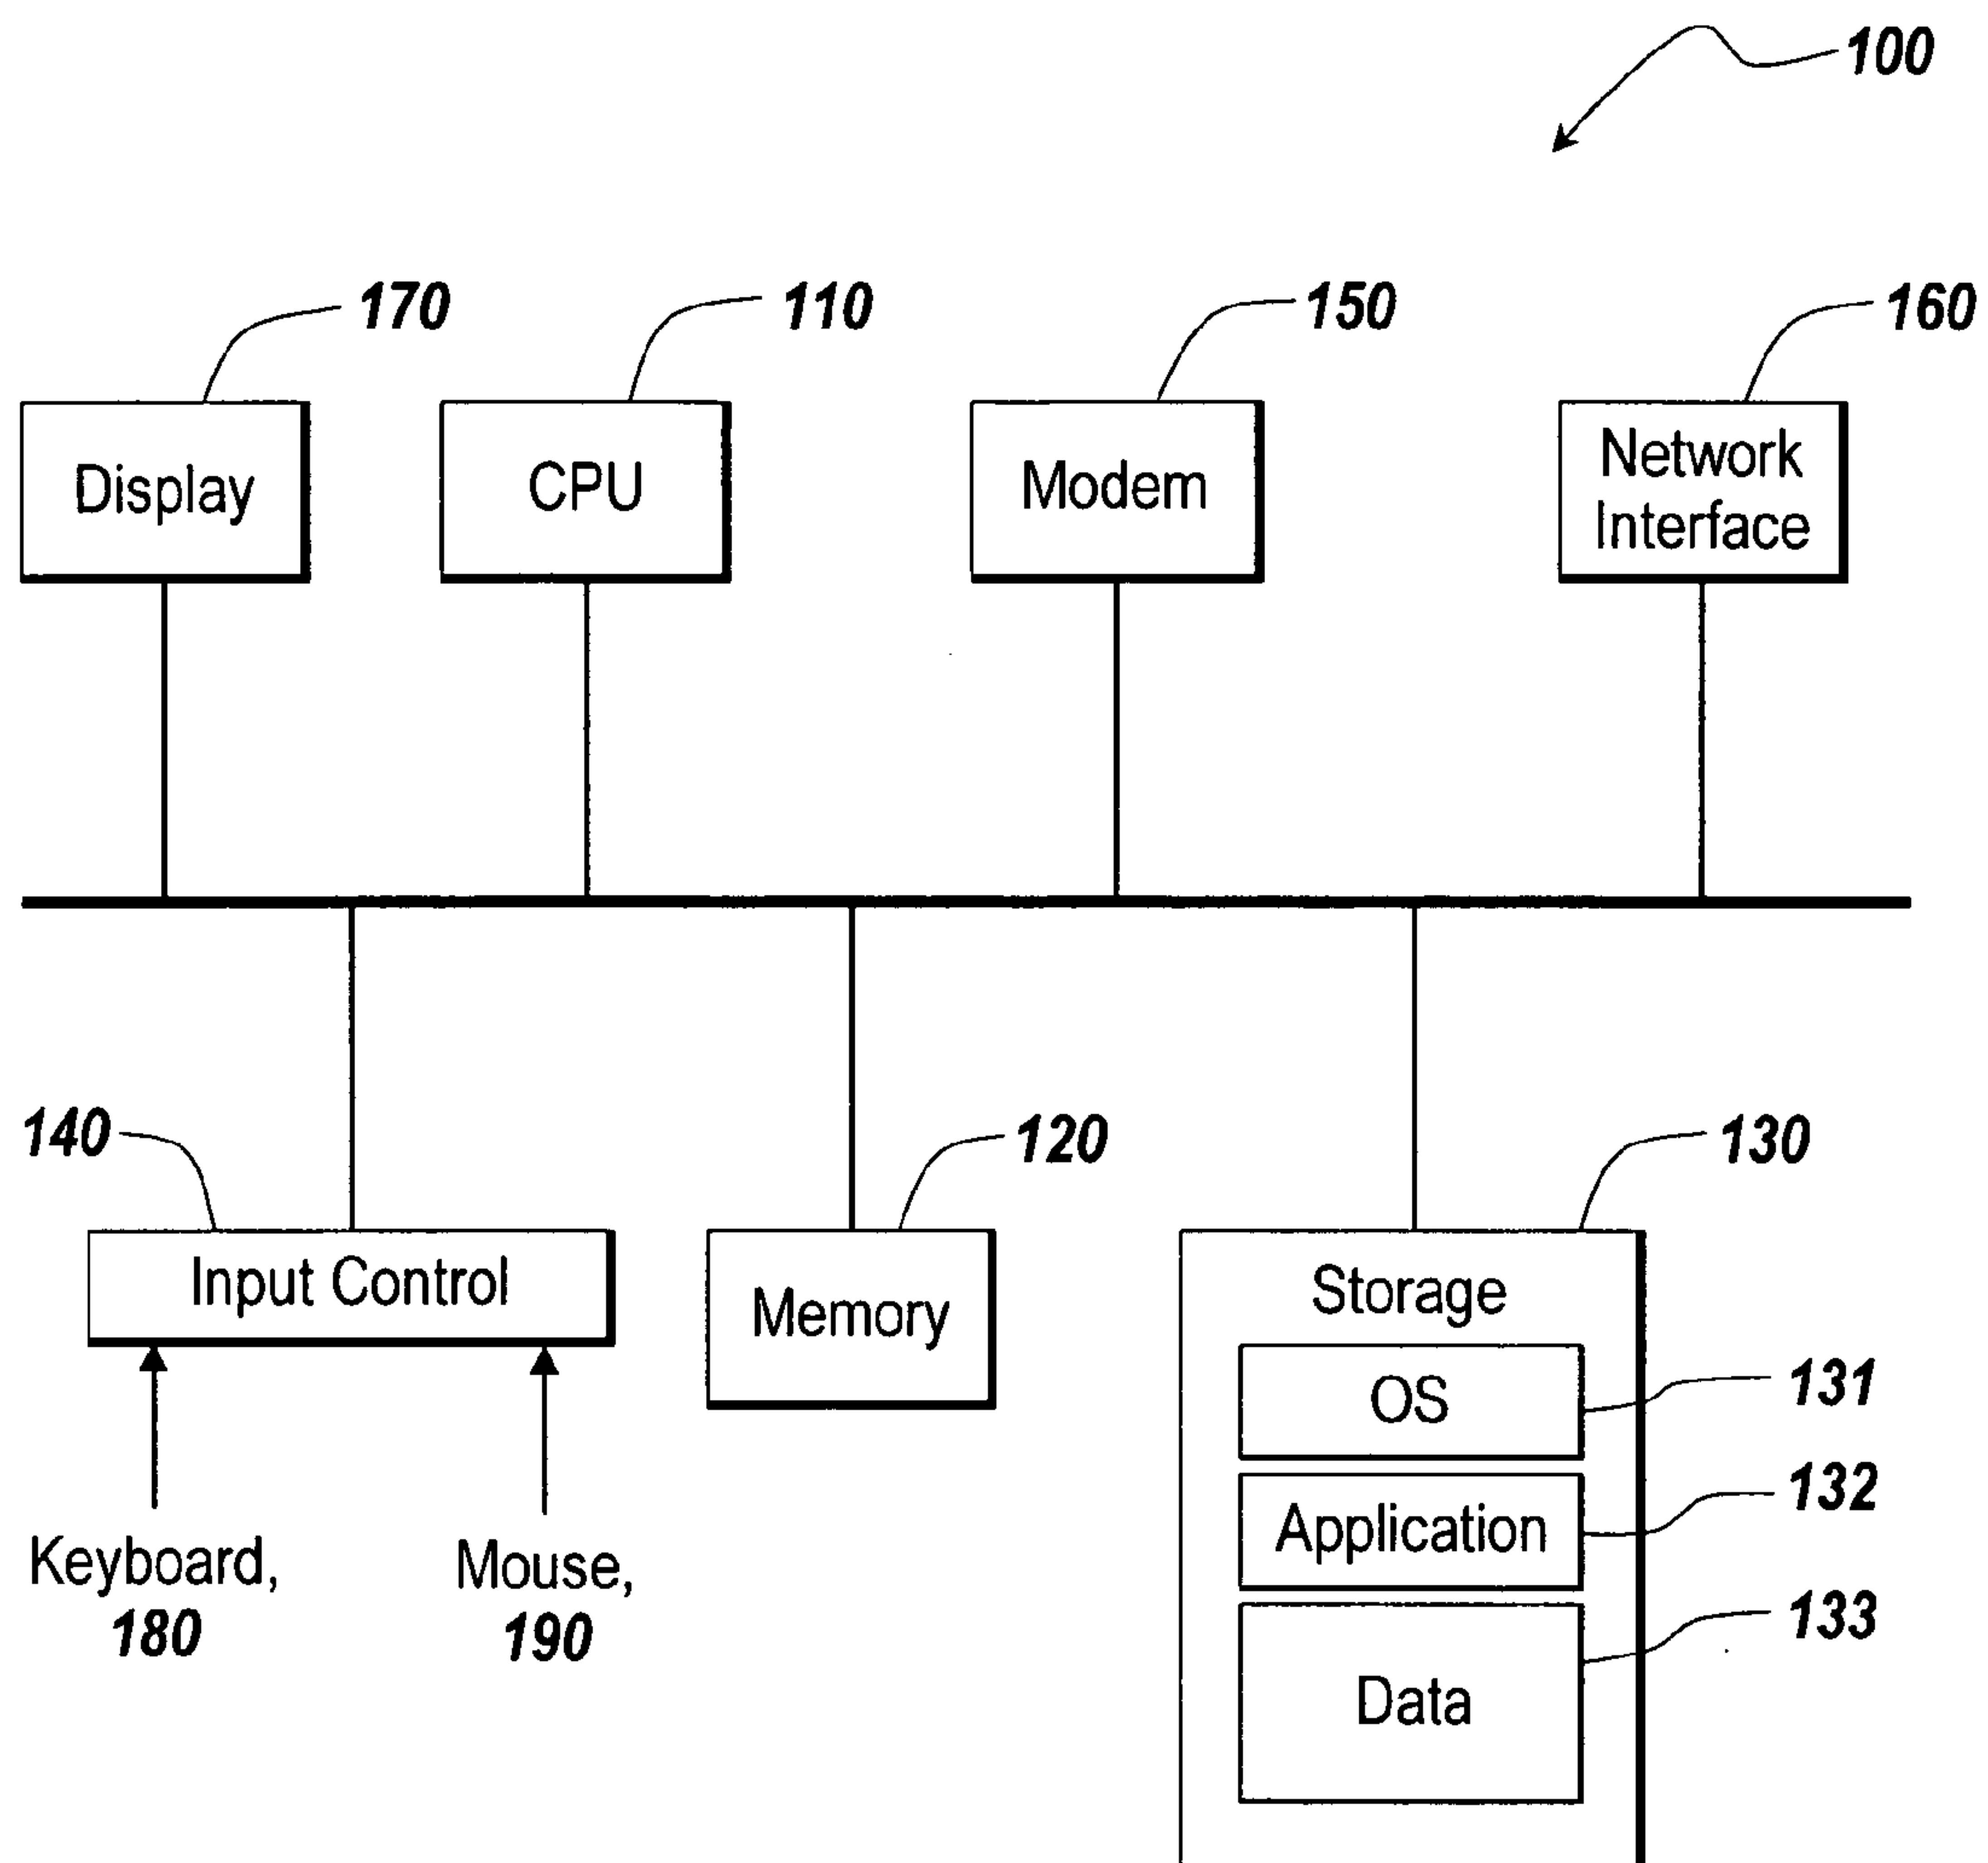 100
170
110
150
160
Display
CPU
Modem
Network
Interface
140
120
130
Input Control
Memory
Storage
OS
131
Application
132
Data
133
Keyboard,
180
Mouse,
190